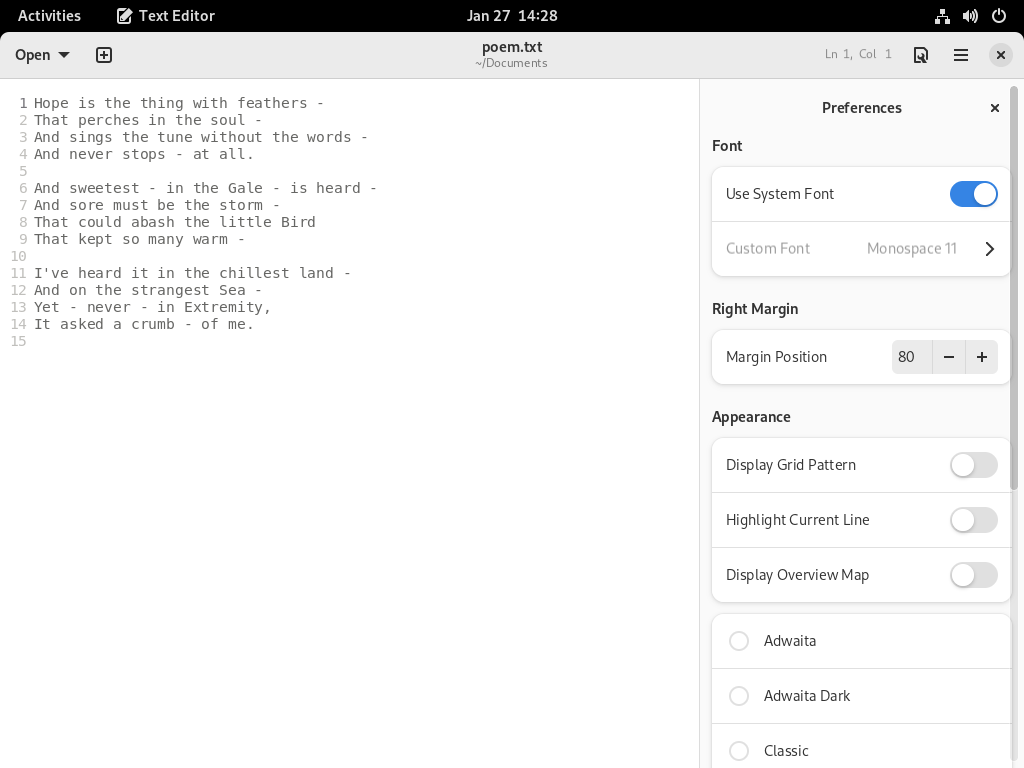 Activities
Text Editor
Jan 27 14:28
Open
poem.txt
~/Documents
Ln 1, Col 1
1 Hope is the thing with feathers -
2 That perches in the soul -
3 And sings the tune without the words -
4 And never stops - at all.
5
6 And sweetest - in the Gale - is heard -
7 And sore must be the storm -
8 That could abash the little Bird
9 That kept so many warm -
10
11 I've heard it in the chillest land -
12 And on the strangest Sea -
13 Yet - never - in Extremity,
14 It asked a crumb - of me.
15
Preferences
Font
Use System Font
Custom Font Monospace 11
Right Margin
Margin Position 80
Appearance
Display Grid Pattern
Highlight Current Line
Display Overview Map
Adwaita
Adwaita Dark
Classic